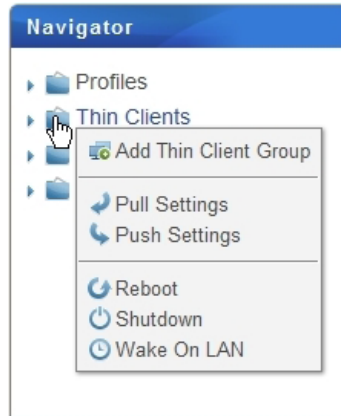 Navigator
Profiles
Thin Clients
Add Thin Client Group
Pull Settings
Push Settings
Reboot
Shutdown
Wake On LAN